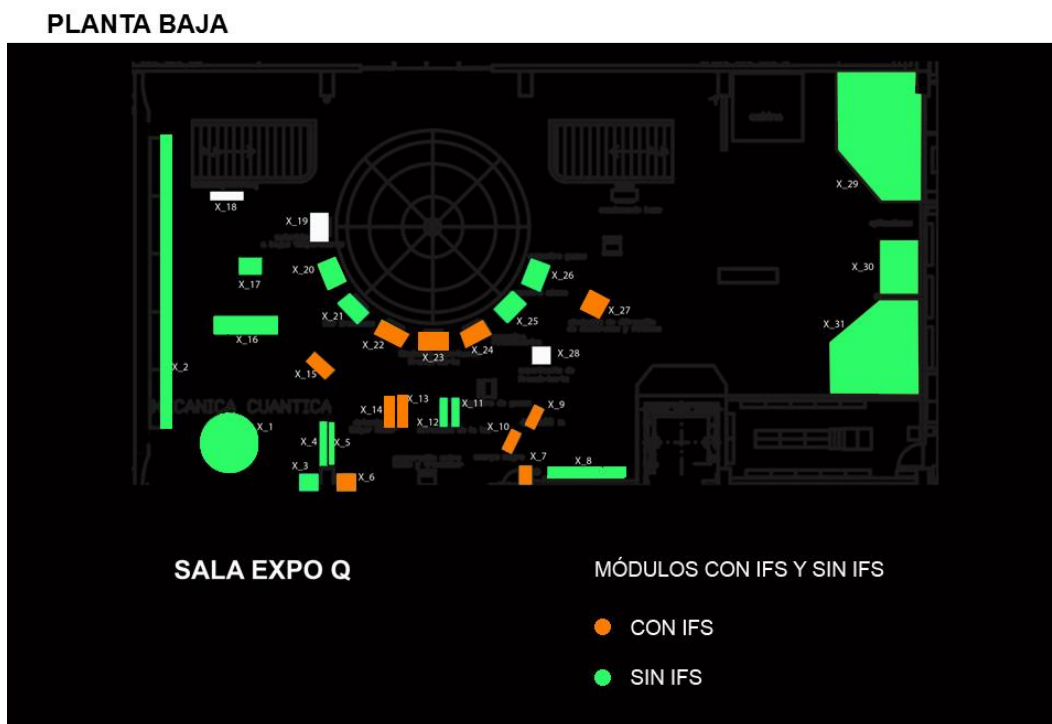 PLANTA BAJA
X_29
X_18
X_19
X_20
X_17
X_26
X_30
X_21
X_25
X_27
X_16
X_22
X_24
X_23
X_31
X_28
X_2
X_15
MECANICA CUANTICA
X_14
X_13
X_12
X_11
X_9
X_1
X_4
X_5
X_10
X_7
X_8
X_3
X_6
SALA EXPO Q
MÓDULOS CON IFS Y SIN IFS
CON IFS
SIN IFS